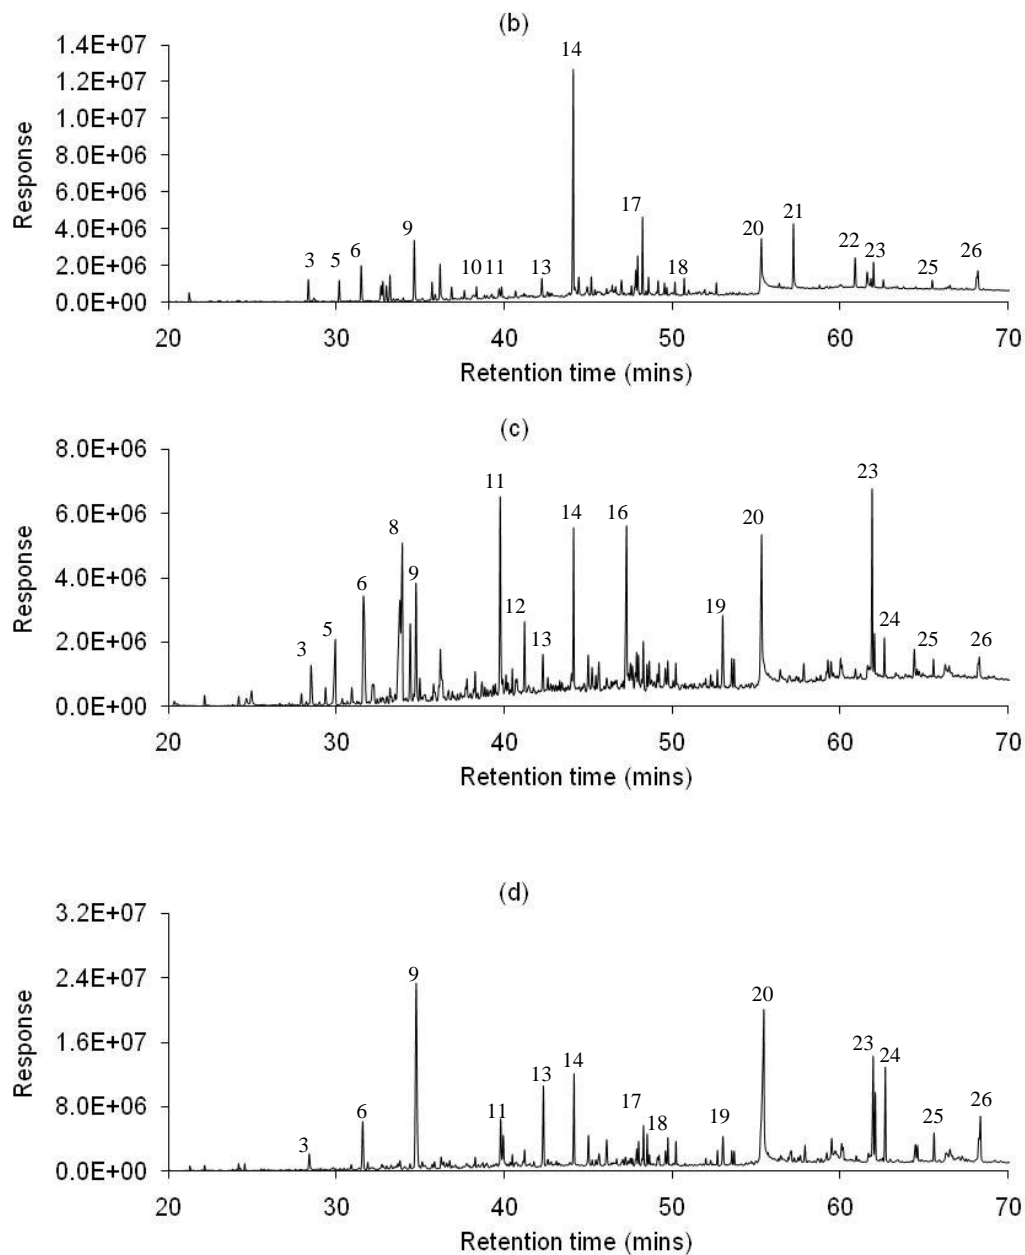 (b)
1.4E+07
14
1.2E+07
1.0E+07
8.0E+06
6.0E+06
17
21
4.0E+06
9
20
6
22
23
26
2.0E+06
3
5
10
11
13
18
25
0.0E+00
Response
20 30 40 50 60 70
Retention time (mins)
(c)
8.0E+06
11
23
6.0E+06
8
14
16
20
4.0E+06
6
9
12
19
24
2.0E+06
3
5
13
25
26
0.0E+00
Response
20 30 40 50 60 70
Retention time (mins)
(d)
3.2E+07
9
2.4E+07
20
1.6E+07
13
14
23
24
8.0E+06
6
11
17
18
19
25
26
3
0.0E+00
Response
20 30 40 50 60 70
Retention time (mins)